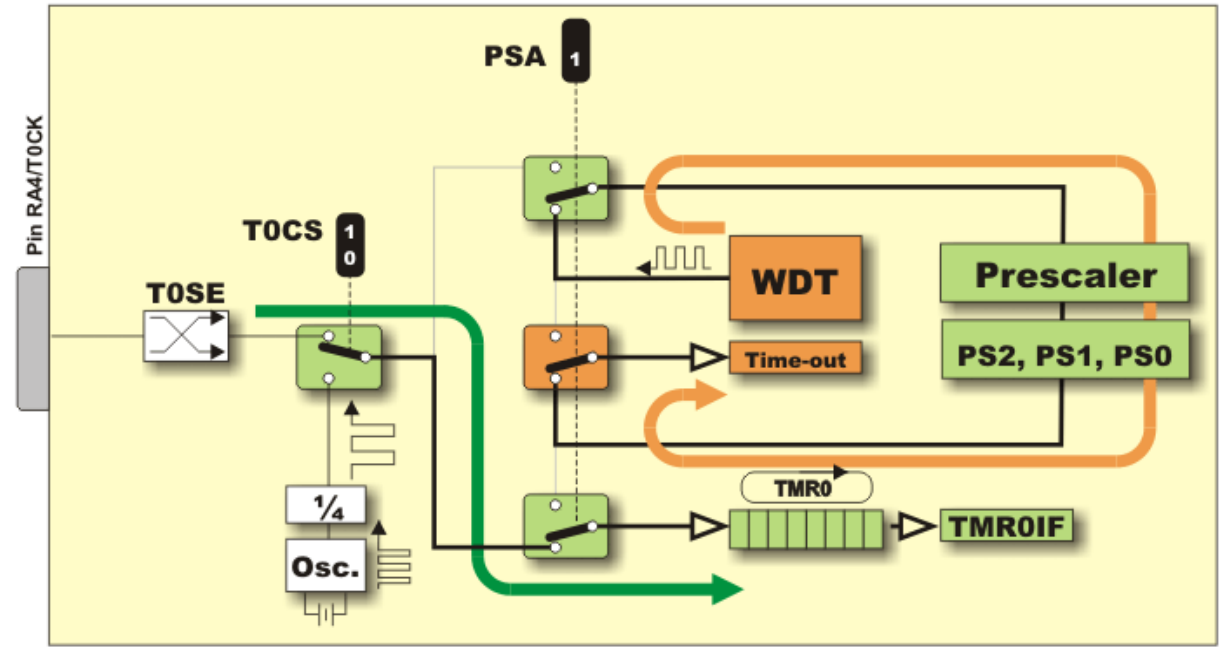 PSA
1
Pin RA4/T0CK
T0CS
1
0
T0SE
WDT
Prescaler
Time-out
PS2, PS1, PS0
¼
TMR0
Osc.
TMR0IF